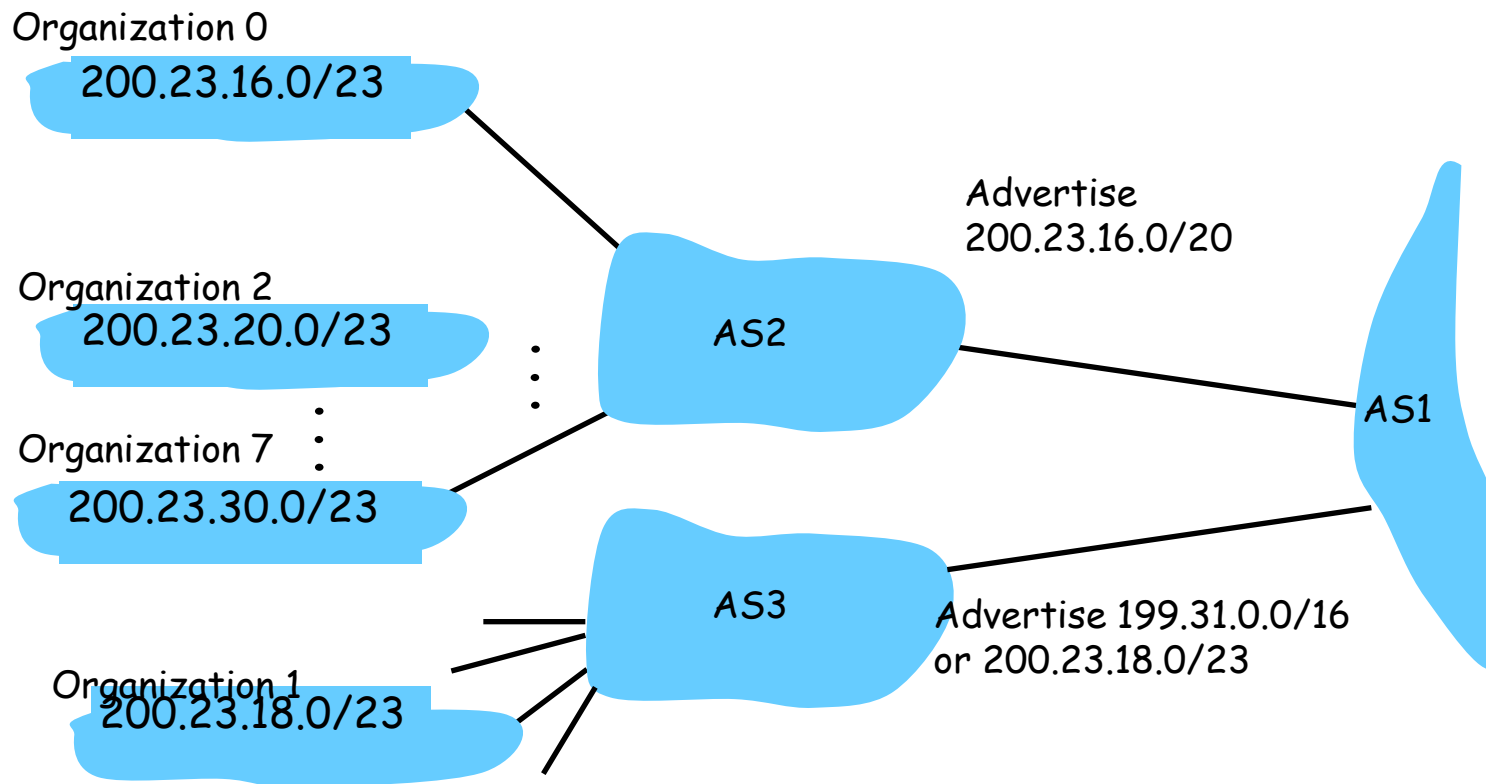 Organization 0
200.23.16.0/23
Advertise
200.23.16.0/20
Organization 2
200.23.20.0/23
AS2
AS1
Organization 7
200.23.30.0/23
AS3
Advertise 199.31.0.0/16
or 200.23.18.0/23
Organization 1
200.23.18.0/23